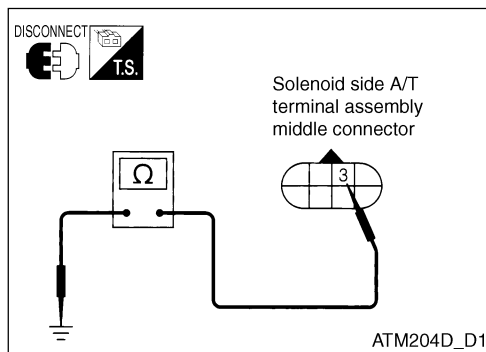 DISCONNECT
T.S.
Solenoid side A/T
terminal assembly
middle connector
Ω
3
ATM204D_D1